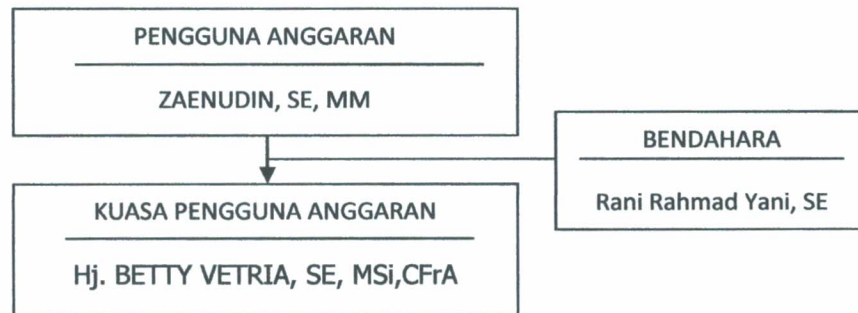 PENGGUNA ANGGARAN
ZAENUDIN, SE, MM
BENDAHARA
Rani Rahmad Yani, SE
KUASA PENGGUNA ANGGARAN
Hj. BETTY VETRIA, SE, MSi,CFrA